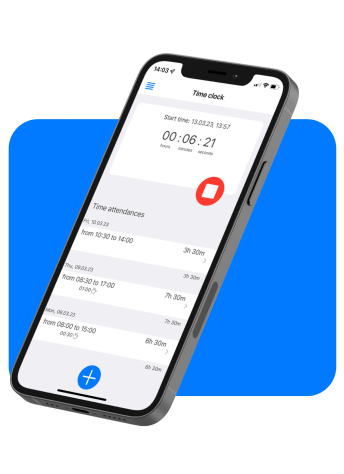 14:03
Time clock
Start time: 13.03.23, 13:57
00 : 06 : 21
hours minutes seconds
Time attendances
Fri, 10.03.23
from 10:30 to 14:00
3h 30m
3h 30m
Thu, 09.03.23
from 08:30 to 17:00
01:00
7h 30m
7h 30m
Mon, 06.03.23
from 08:00 to 15:00
00:30
6h 30m
6h 30m